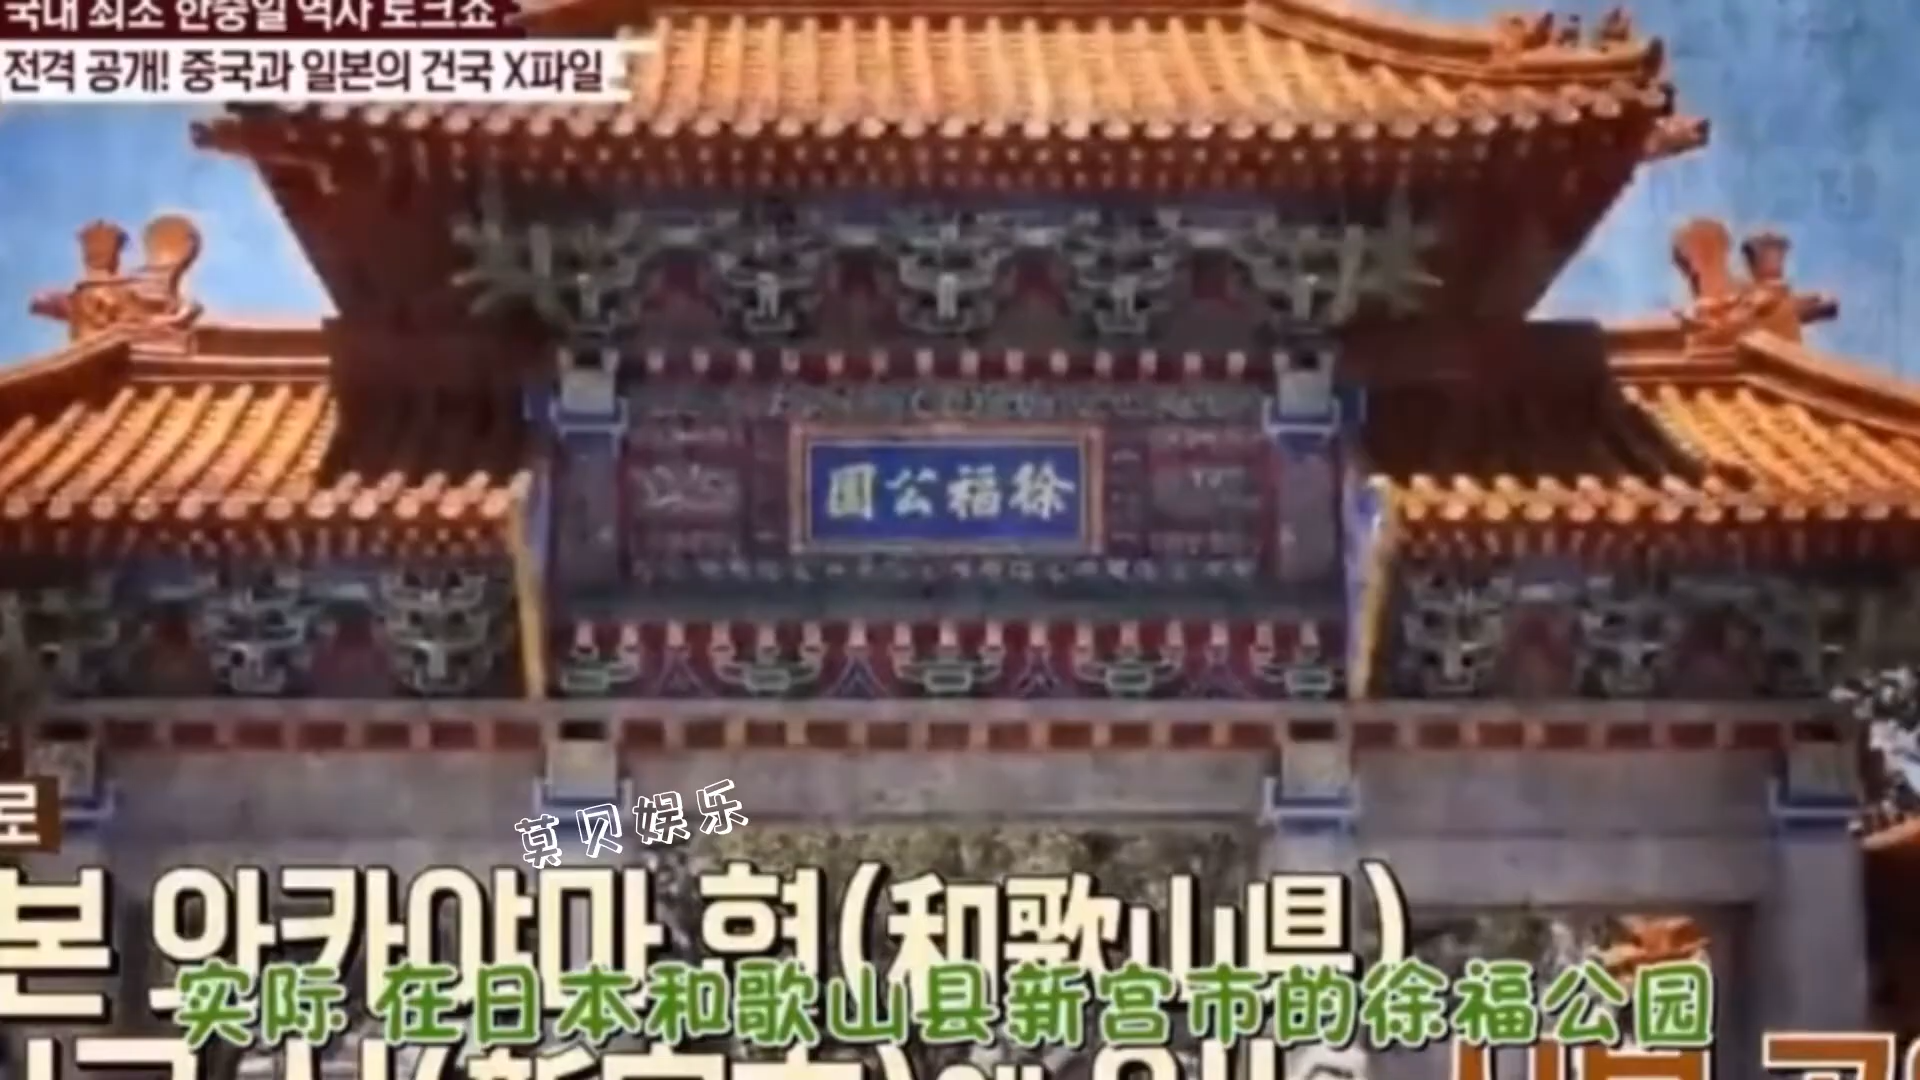 국내 최초 한중일 역사 토크쇼
전격 공개! 중국과 일본의 건국 X파일
園公福徐
로
莫贝娱乐
본 와카야마 현(和歌山県)
实际 在日本和歌山县新宫市的徐福公园